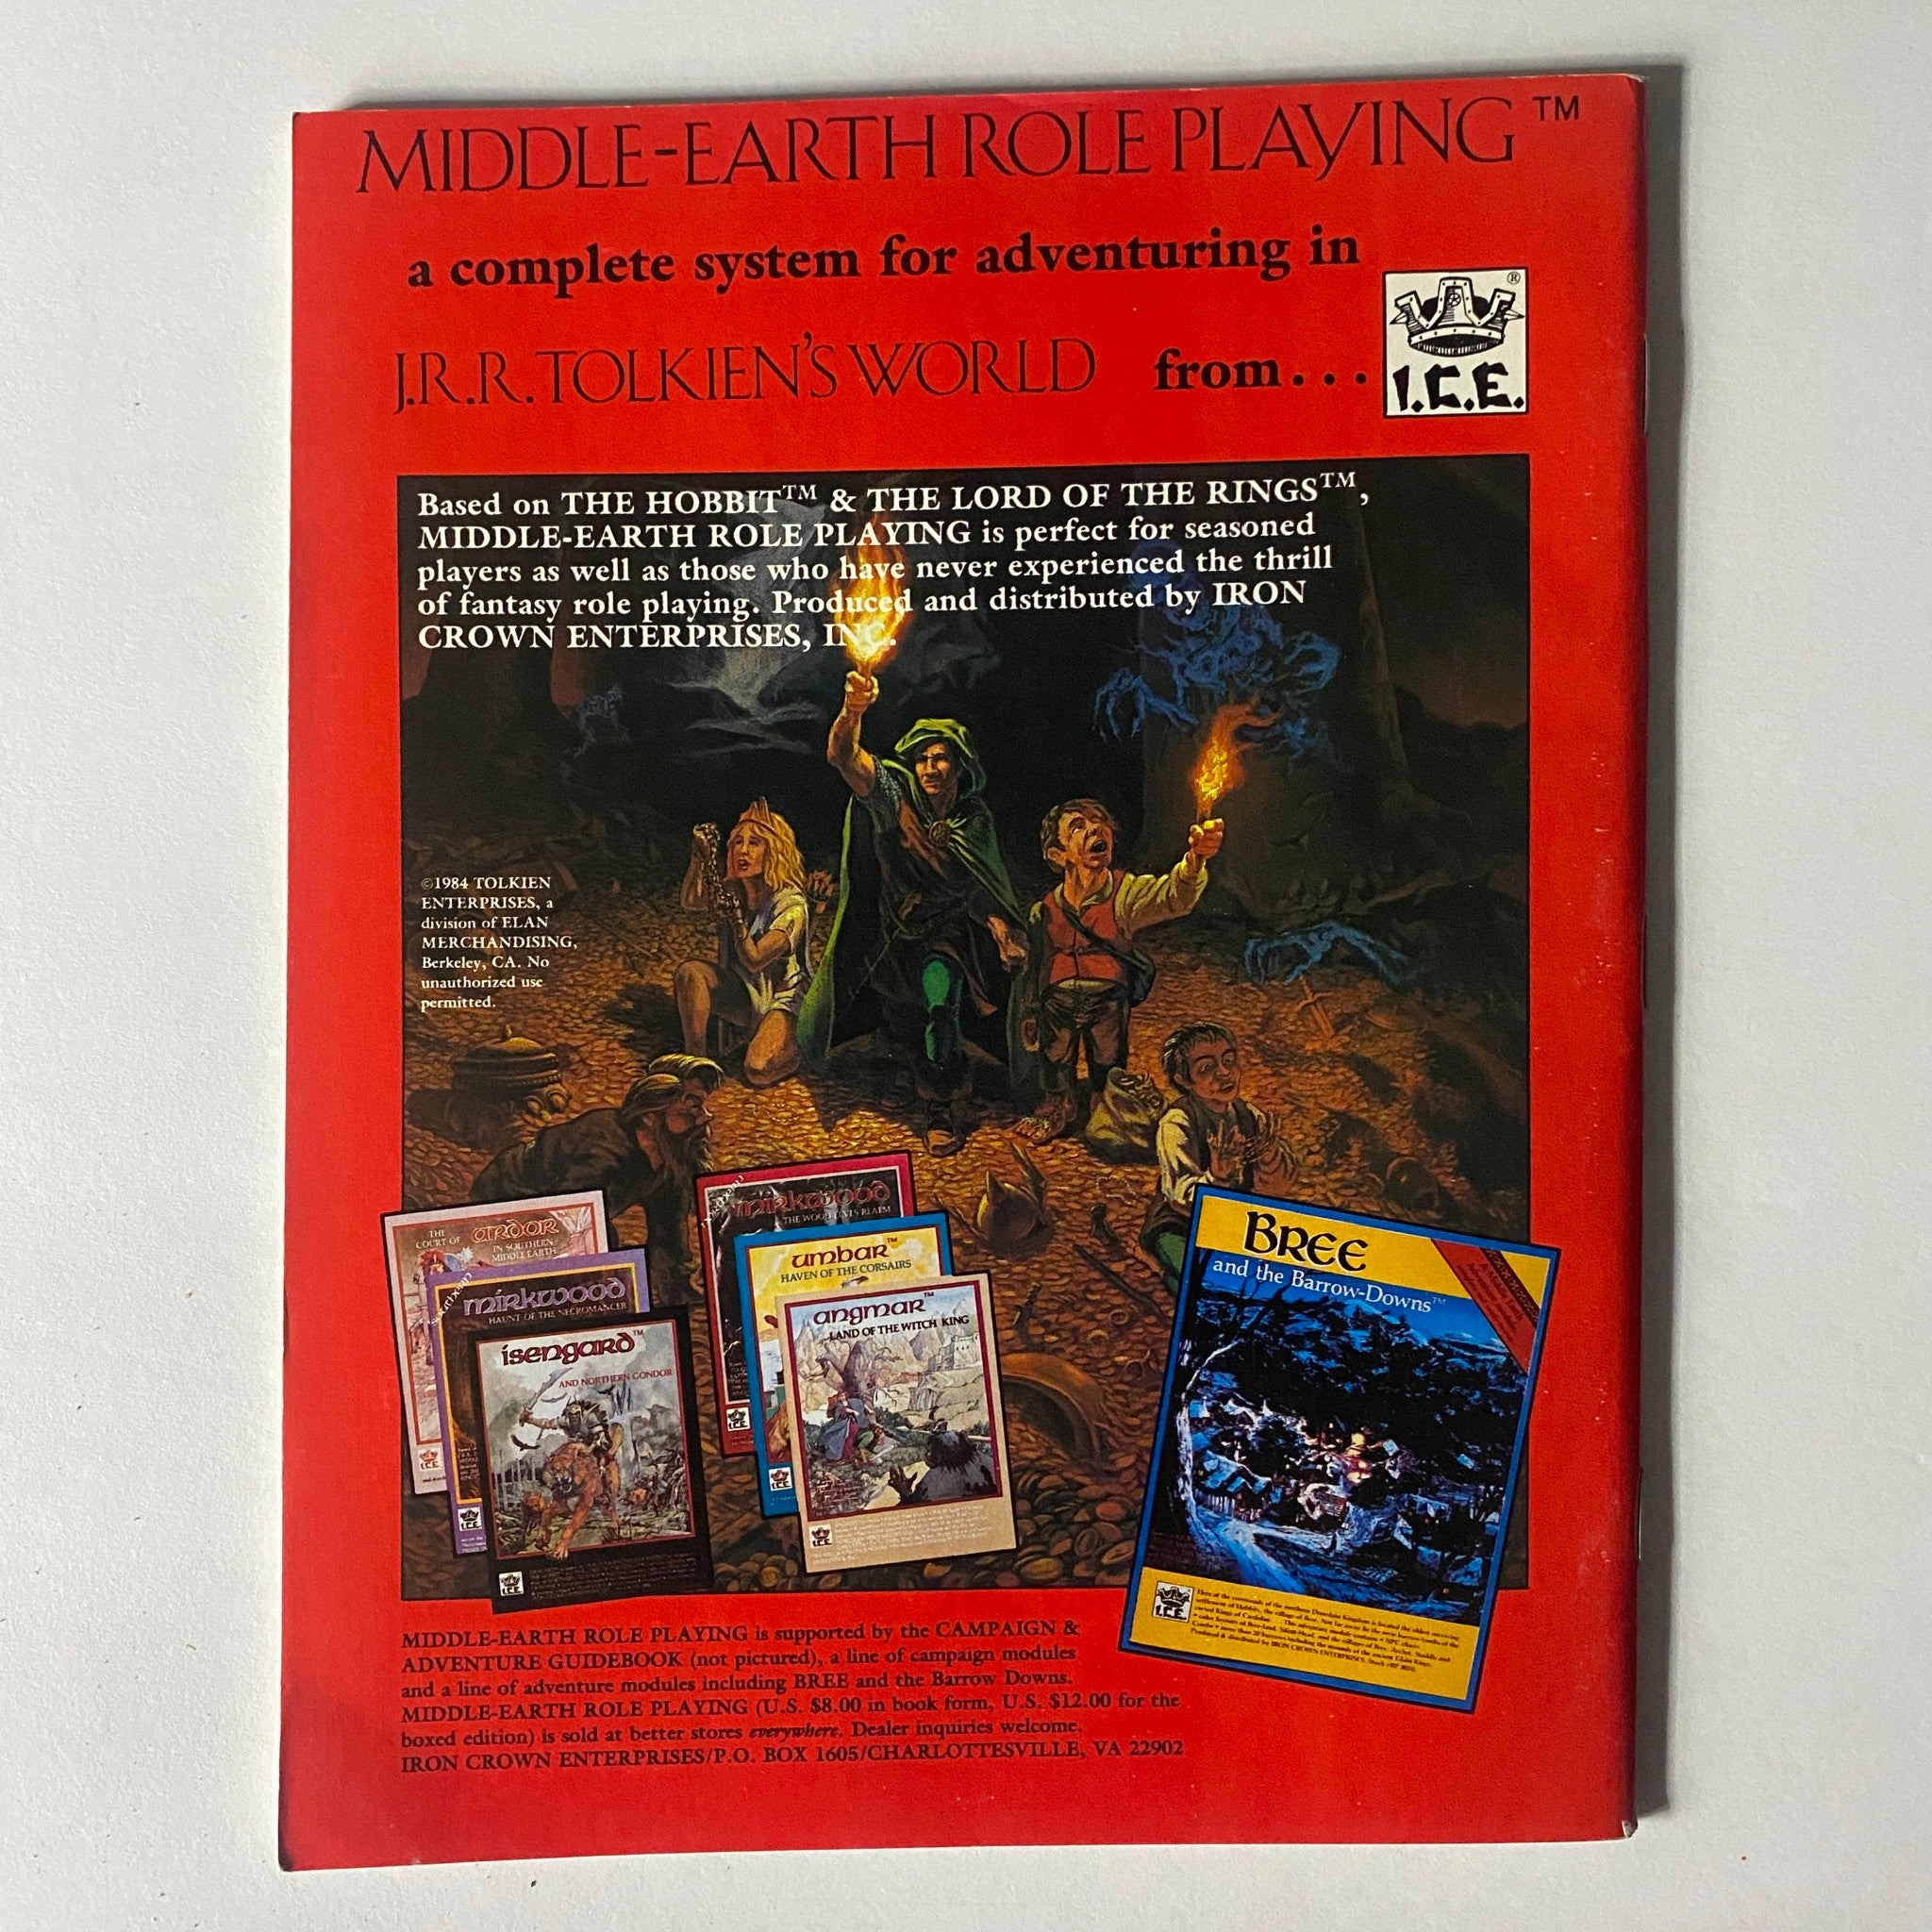 MIDDLE-EARTH ROLE PLAYING™
a complete system for adventuring in
J.R.R. TOLKIEN'S WORLD from...
®
I.C.E.
Based on THE HOBBIT™ & THE LORD OF THE RINGS™,
MIDDLE-EARTH ROLE PLAYING is perfect for seasoned
players as well as those who have never experienced the thrill
of fantasy role playing. Produced and distributed by IRON
CROWN ENTERPRISES, INC.
©1984 TOLKIEN
ENTERPRISES, a
division of ELAN
MERCHANDISING,
Berkeley, CA. No
unauthorized use
permitted.
THE
COURT OF ARDOR
IN SOUTHERN
MIDDLE EARTH
I.C.E.
southern
mirkwood
HAUNT OF THE NECROMANCER
I.C.E.
isengard™
AND NORTHERN GONDOR
I.C.E.
northern
mirkwood
THE WOOD ELVES REALM
I.C.E.
umbar™
HAVEN OF THE CORSAIRS
I.C.E.
angmar™
LAND OF THE WITCH KING
I.C.E.
BREE
and the Barrow-Downs™
I.C.E.
MIDDLE-EARTH ROLE PLAYING is supported by the CAMPAIGN &
ADVENTURE GUIDEBOOK (not pictured), a line of campaign modules
and a line of adventure modules including BREE and the Barrow Downs.
MIDDLE-EARTH ROLE PLAYING (U.S. $8.00 in book form, U.S. $12.00 for the
boxed edition) is sold at better stores everywhere. Dealer inquiries welcome.
IRON CROWN ENTERPRISES/P.O. BOX 1605/CHARLOTTESVILLE, VA 22902